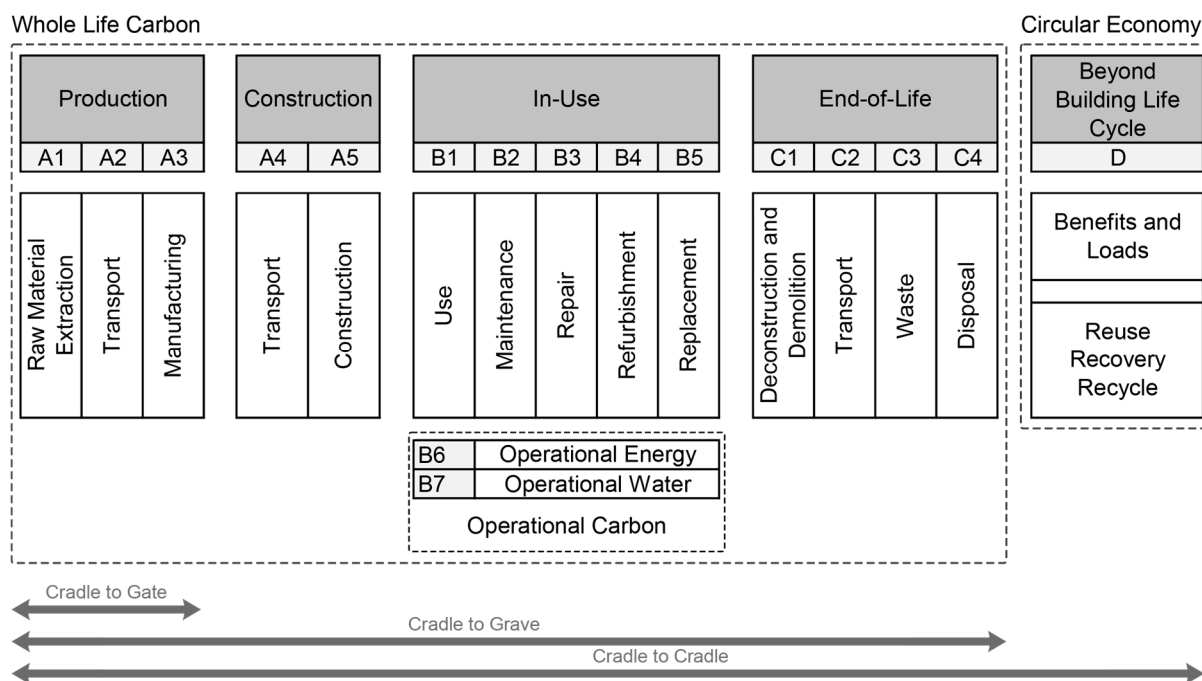 Whole Life Carbon
Circular Economy
Production
Construction
In-Use
End-of-Life
Beyond
Building Life
Cycle
A1
A2
A3
A4
A5
B1
B2
B3
B4
B5
C1
C2
C3
C4
D
Raw Material
Extraction
Transport
Manufacturing
Transport
Construction
Use
Maintenance
Repair
Refurbishment
Replacement
Deconstruction and
Demolition
Transport
Waste
Disposal
Benefits and
Loads
Reuse
Recovery
Recycle
B6 Operational Energy
B7 Operational Water
Operational Carbon
Cradle to Gate
Cradle to Grave
Cradle to Cradle